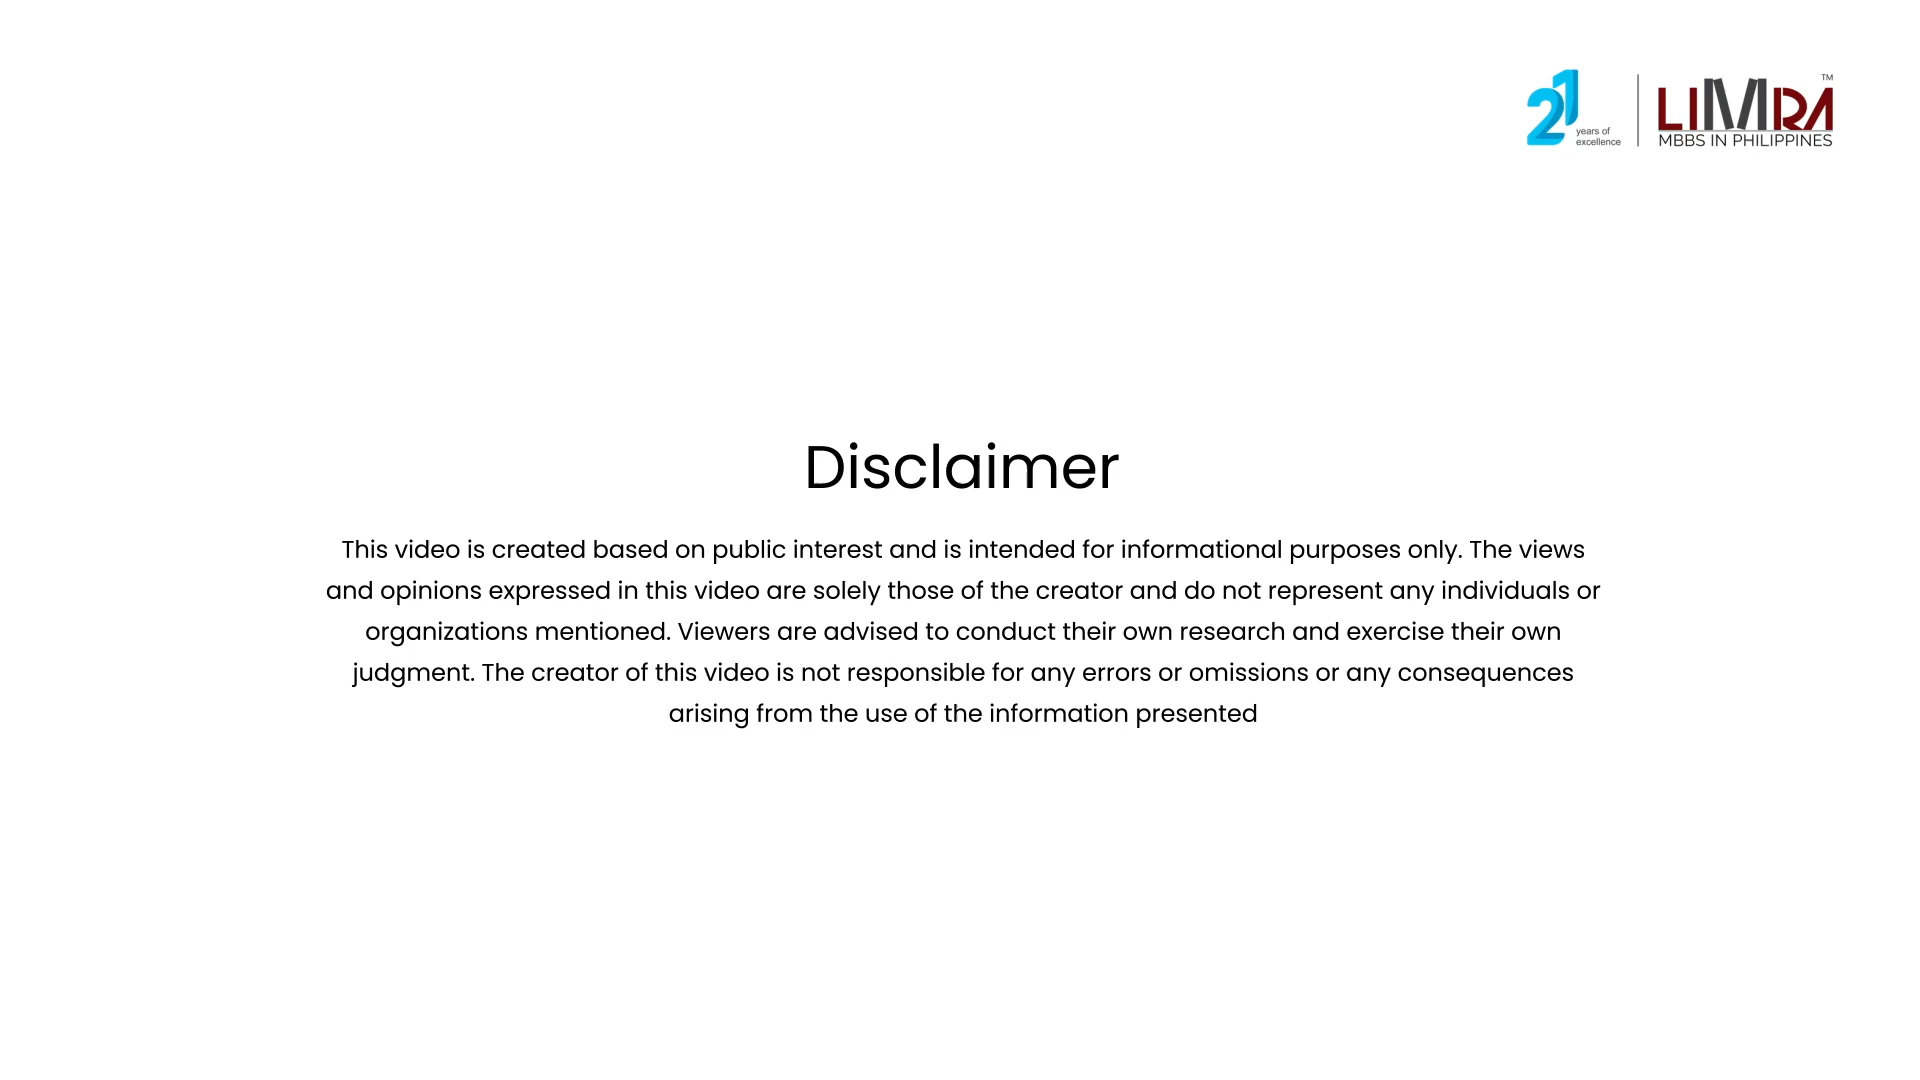 21
years of
excellence
LIMRA
TM
MBBS IN PHILIPPINES
Disclaimer
This video is created based on public interest and is intended for informational purposes only. The views
and opinions expressed in this video are solely those of the creator and do not represent any individuals or
organizations mentioned. Viewers are advised to conduct their own research and exercise their own
judgment. The creator of this video is not responsible for any errors or omissions or any consequences
arising from the use of the information presented